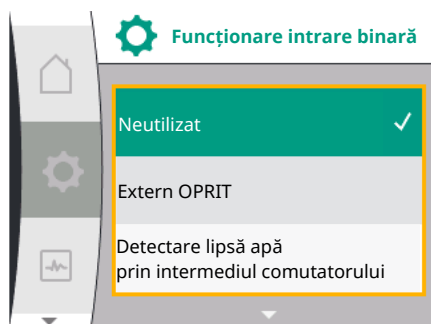 Funcționare intrare binară
Neutilizat
Extern OPRIT
Detectare lipsă apă
prin intermediul comutatorului